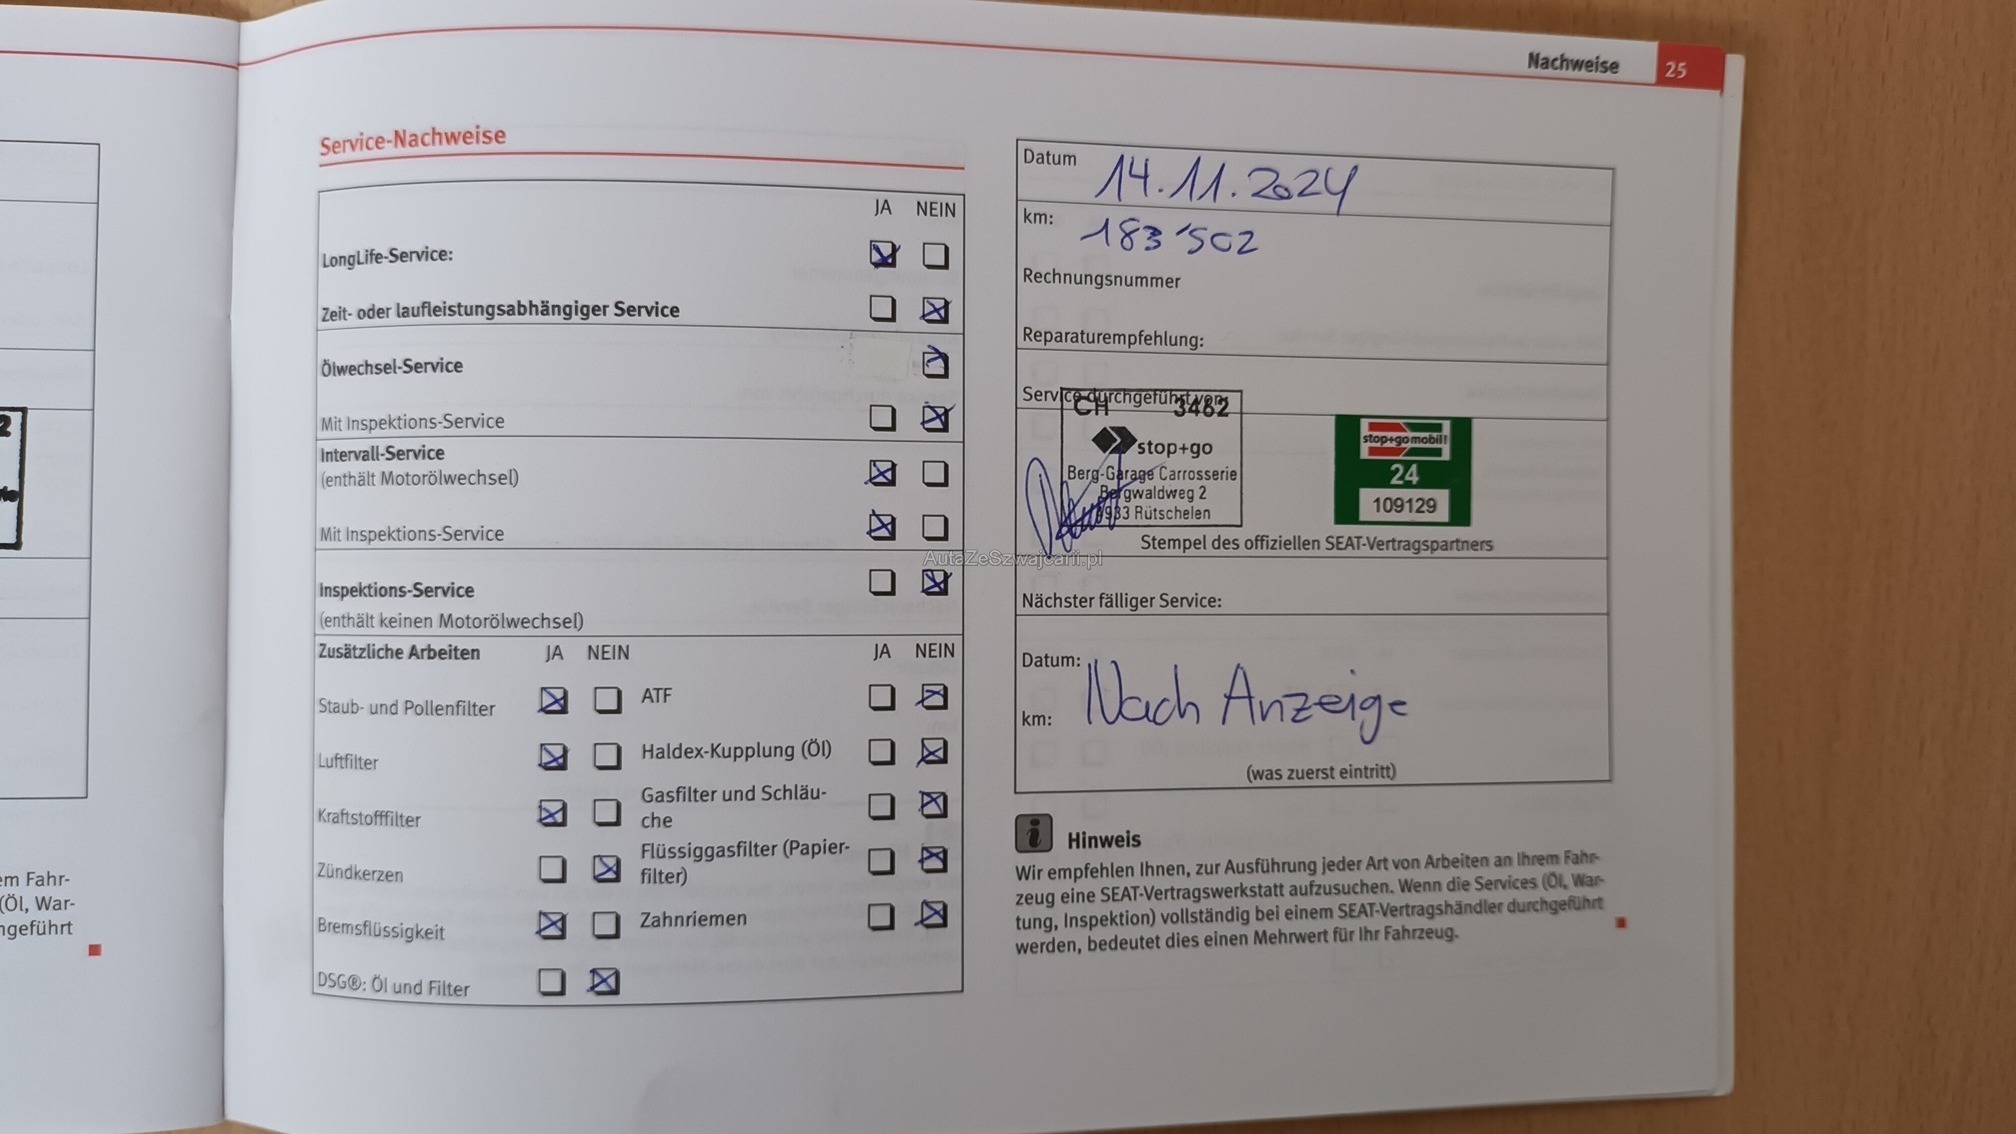 Nachweise 25
em Fahr-
(Öl, War-
ngeführt
2
Service-Nachweise
JA NEIN
LongLife-Service:
Zeit- oder laufleistungsabhängiger Service
Ölwechsel-Service
Mit Inspektions-Service
Intervall-Service
(enthält Motorölwechsel)
Mit Inspektions-Service
Inspektions-Service
(enthält keinen Motorölwechsel)
Zusätzliche Arbeiten JA NEIN JA NEIN
Staub- und Pollenfilter ATF
Luftfilter Haldex-Kupplung (Öl)
Kraftstofffilter Gasfilter und Schläu-
che
Zündkerzen Flüssiggasfilter (Papier-
filter)
Bremsflüssigkeit Zahnriemen
DSG®: Öl und Filter
Datum 14.11.2024
km: 183'502
Rechnungsnummer
Reparaturempfehlung:
Service durchgeführt von:
CH 3462
stop+go
Berg-Garage Carrosserie
Bergwaldweg 2
4933 Rütschelen
stop+go mobil!
24
109129
Stempel des offiziellen SEAT-Vertragspartners
AutaZeSzwajcarii.pl
Nächster fälliger Service:
Datum: Nach Anzeige
km:
(was zuerst eintritt)
i Hinweis
Wir empfehlen Ihnen, zur Ausführung jeder Art von Arbeiten an Ihrem Fahr-
zeug eine SEAT-Vertragswerkstatt aufzusuchen. Wenn die Services (Öl, War-
tung, Inspektion) vollständig bei einem SEAT-Vertragshändler durchgeführt
werden, bedeutet dies einen Mehrwert für Ihr Fahrzeug.